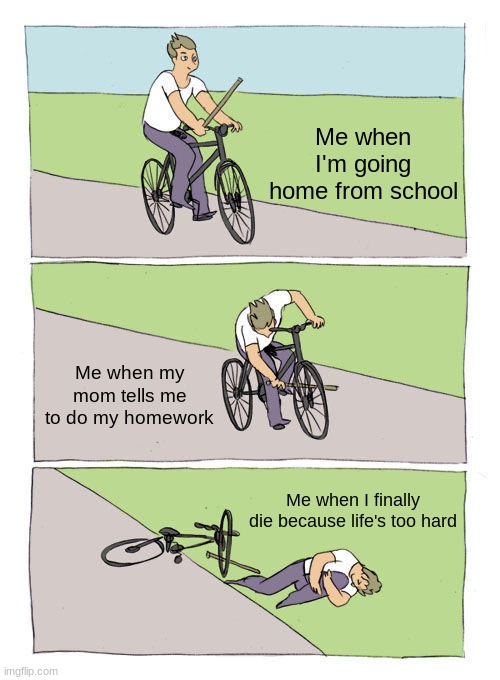 Me when
I'm going
home from school
Me when my
mom tells me
to do my homework
Me when I finally
die because life's too hard
imgflip.com